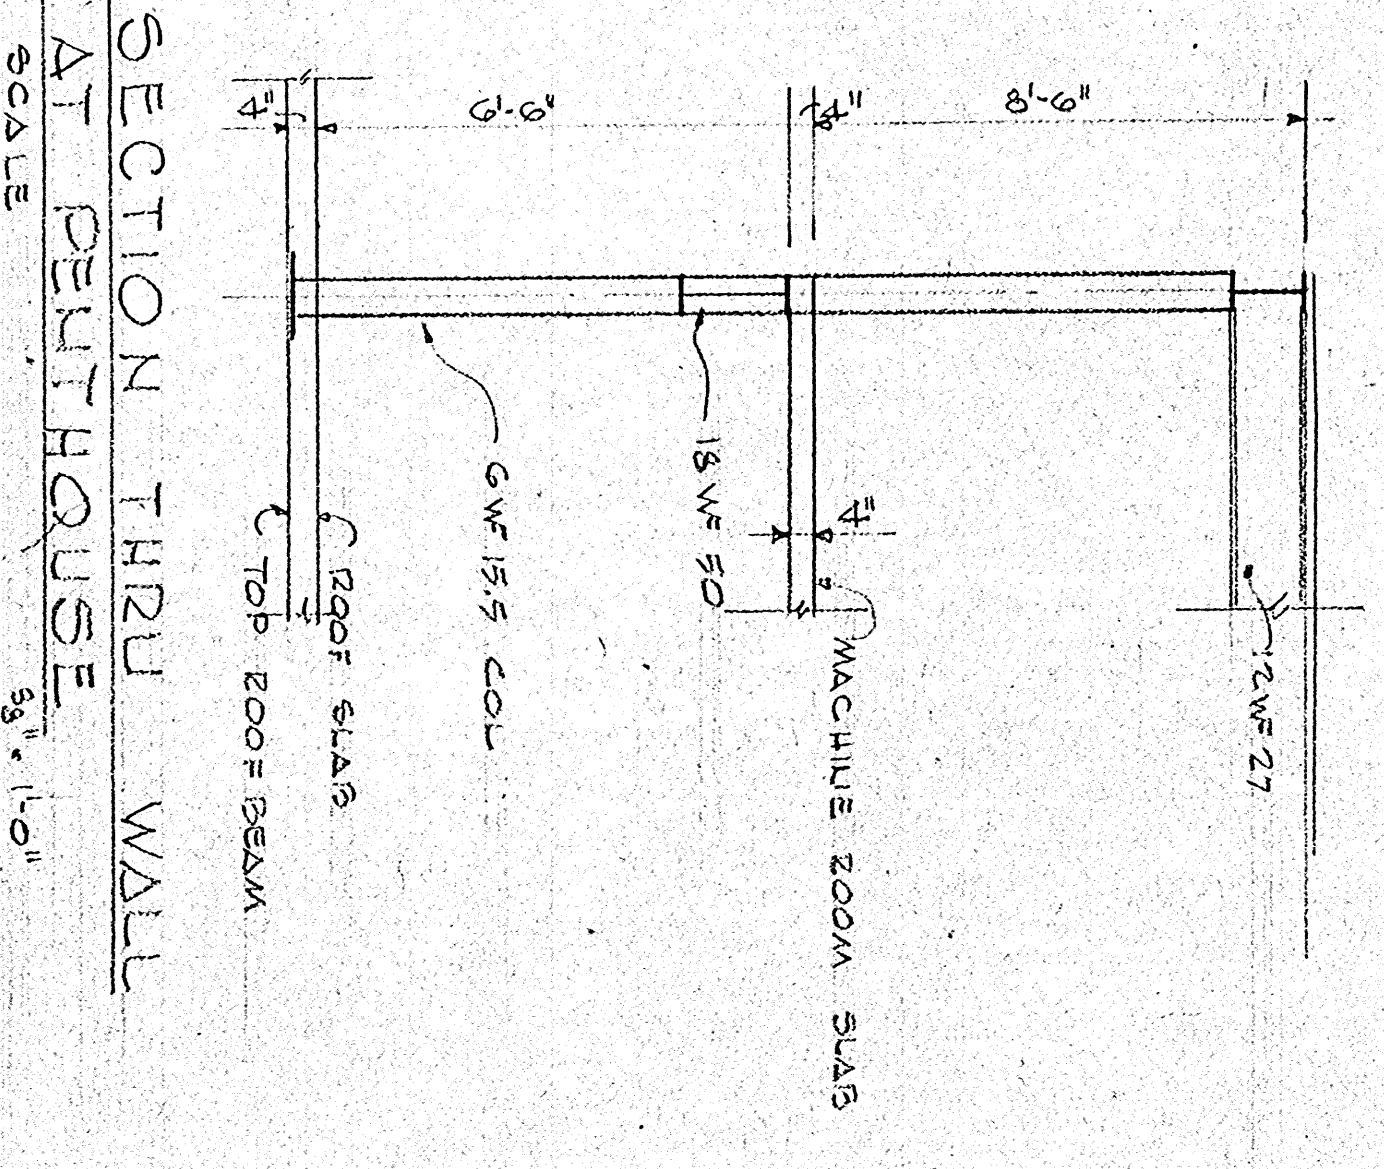 8'-6"
4"
6'-6"
4"
12 WF 27
4"
MACHINE ROOM SLAB
18 WF 50
6 WF 15.5 COL
ROOF SLAB
TOP ROOF BEAM
SECTION THRU WALL
AT PENTHOUSE
SCALE 3/8" = 1'-0"